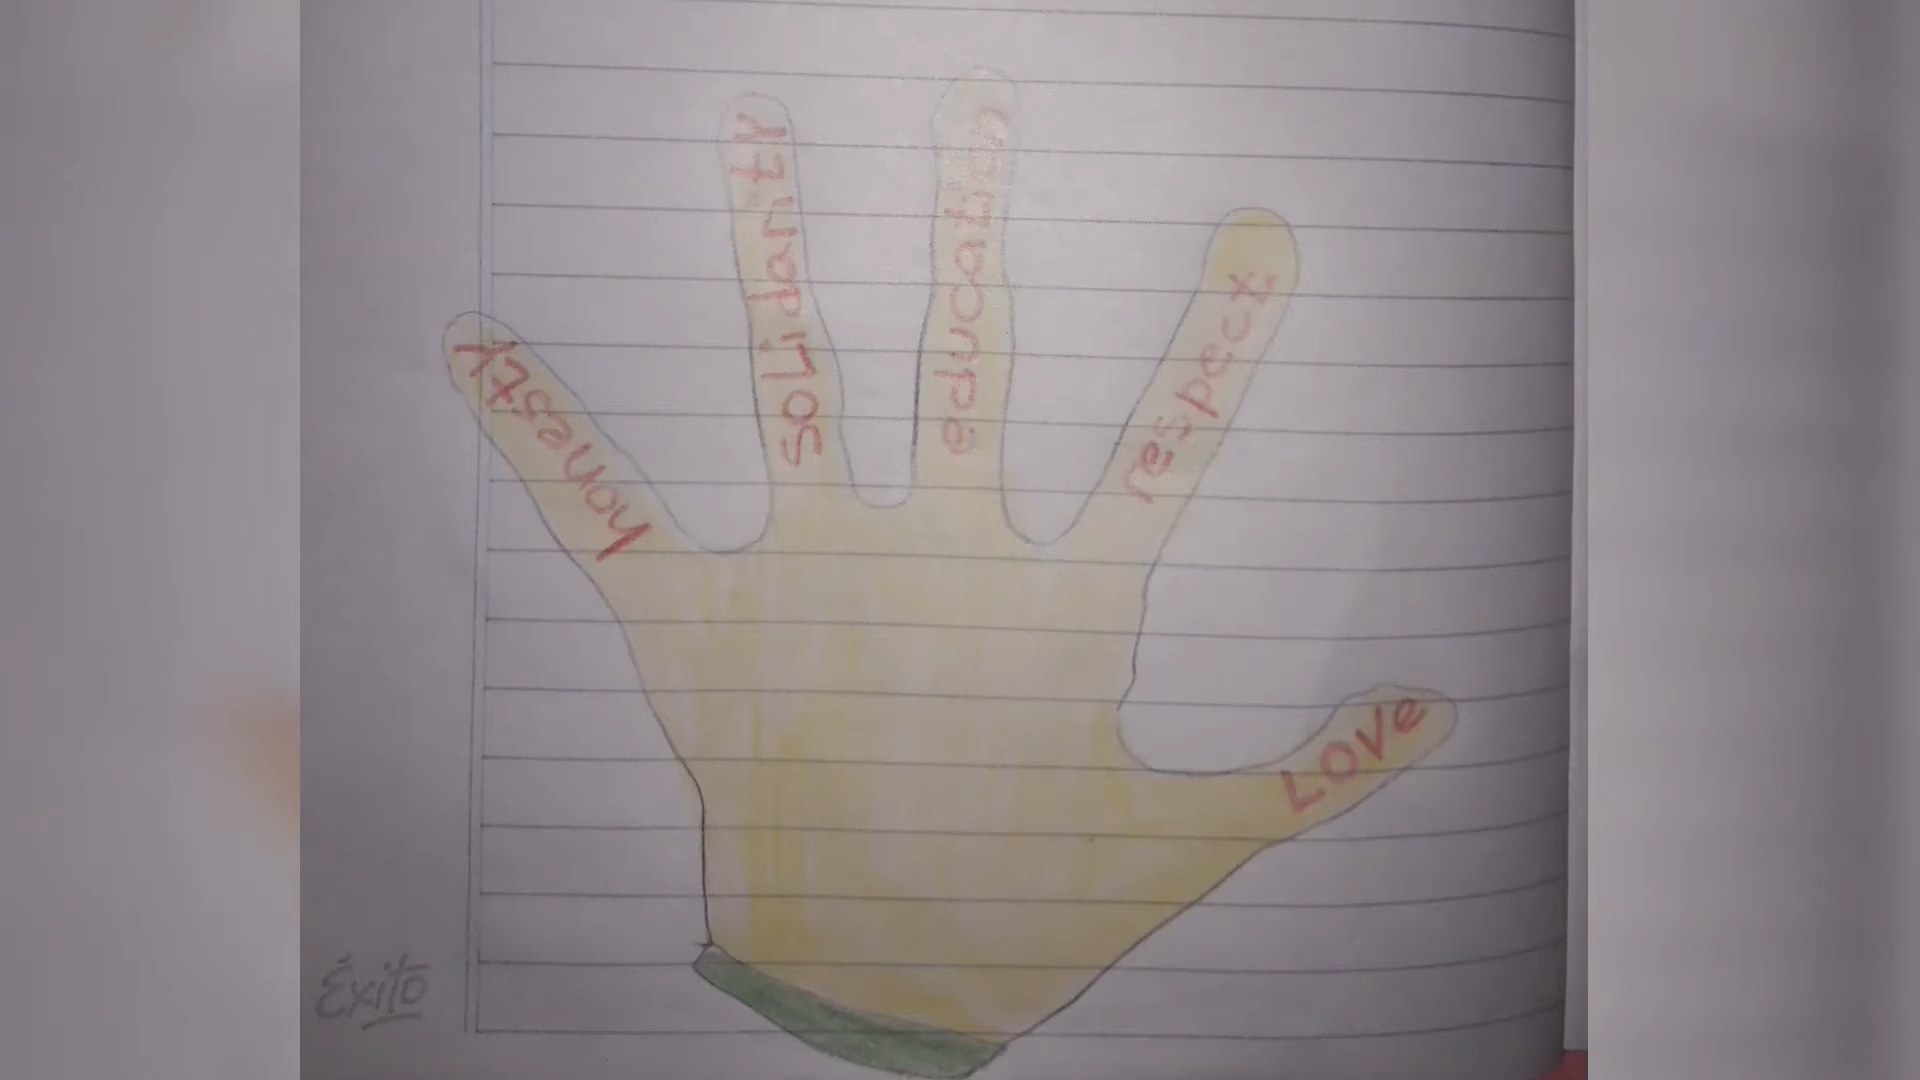 honesty
solidarity
education
respect
Love
Éxito